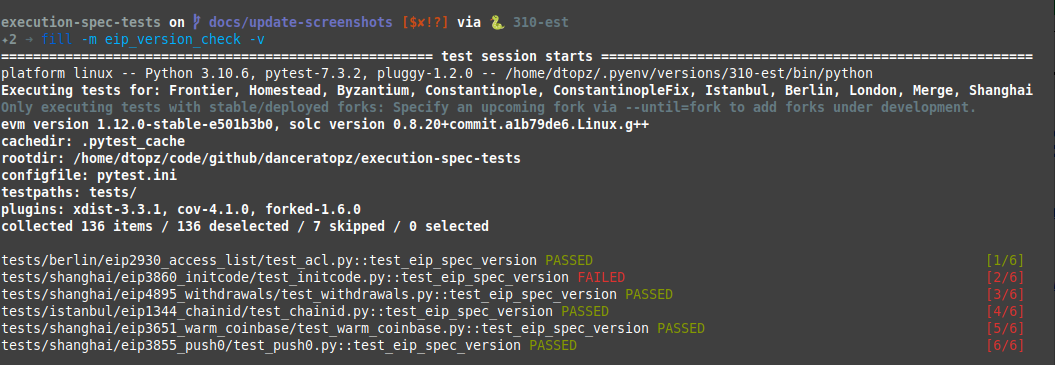 execution-spec-tests on docs/update-screenshots [$✘!?] via 🐍 310-est
✦2 → fill -m eip_version_check -v
============================== test session starts ==============================
platform linux -- Python 3.10.6, pytest-7.3.2, pluggy-1.2.0 -- /home/dtopz/.pyenv/versions/310-est/bin/python
Executing tests for: Frontier, Homestead, Byzantium, Constantinople, ConstantinopleFix, Istanbul, Berlin, London, Merge, Shanghai
Only executing tests with stable/deployed forks: Specify an upcoming fork via --until=fork to add forks under development.
evm version 1.12.0-stable-e501b3b0, solc version 0.8.20+commit.a1b79de6.Linux.g++
cachedir: .pytest_cache
rootdir: /home/dtopz/code/github/danceratopz/execution-spec-tests
configfile: pytest.ini
testpaths: tests/
plugins: xdist-3.3.1, cov-4.1.0, forked-1.6.0
collected 136 items / 136 deselected / 7 skipped / 0 selected
tests/berlin/eip2930_access_list/test_acl.py::test_eip_spec_version PASSED [1/6]
tests/shanghai/eip3860_initcode/test_initcode.py::test_eip_spec_version FAILED [2/6]
tests/shanghai/eip4895_withdrawals/test_withdrawals.py::test_eip_spec_version PASSED [3/6]
tests/istanbul/eip1344_chainid/test_chainid.py::test_eip_spec_version PASSED [4/6]
tests/shanghai/eip3651_warm_coinbase/test_warm_coinbase.py::test_eip_spec_version PASSED [5/6]
tests/shanghai/eip3855_push0/test_push0.py::test_eip_spec_version PASSED [6/6]